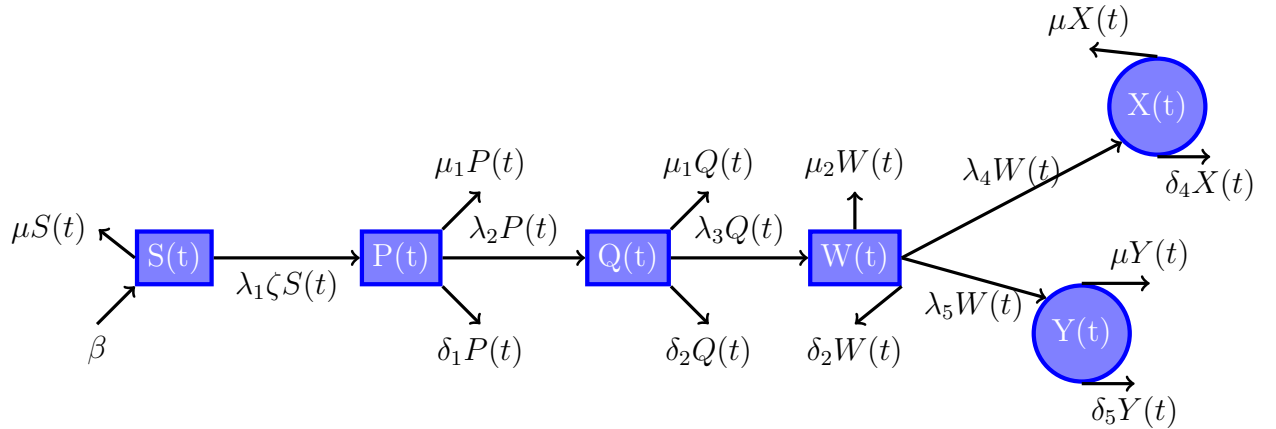 μX(t)
X(t)
δ₄X(t)
λ₄W(t)
μ₁P(t)
μ₁Q(t)
μ₂W(t)
μS(t)
S(t)
λ₁ζS(t)
P(t)
λ₂P(t)
Q(t)
λ₃Q(t)
W(t)
λ₅W(t)
μY(t)
Y(t)
β
δ₁P(t)
δ₂Q(t)
δ₂W(t)
δ₅Y(t)